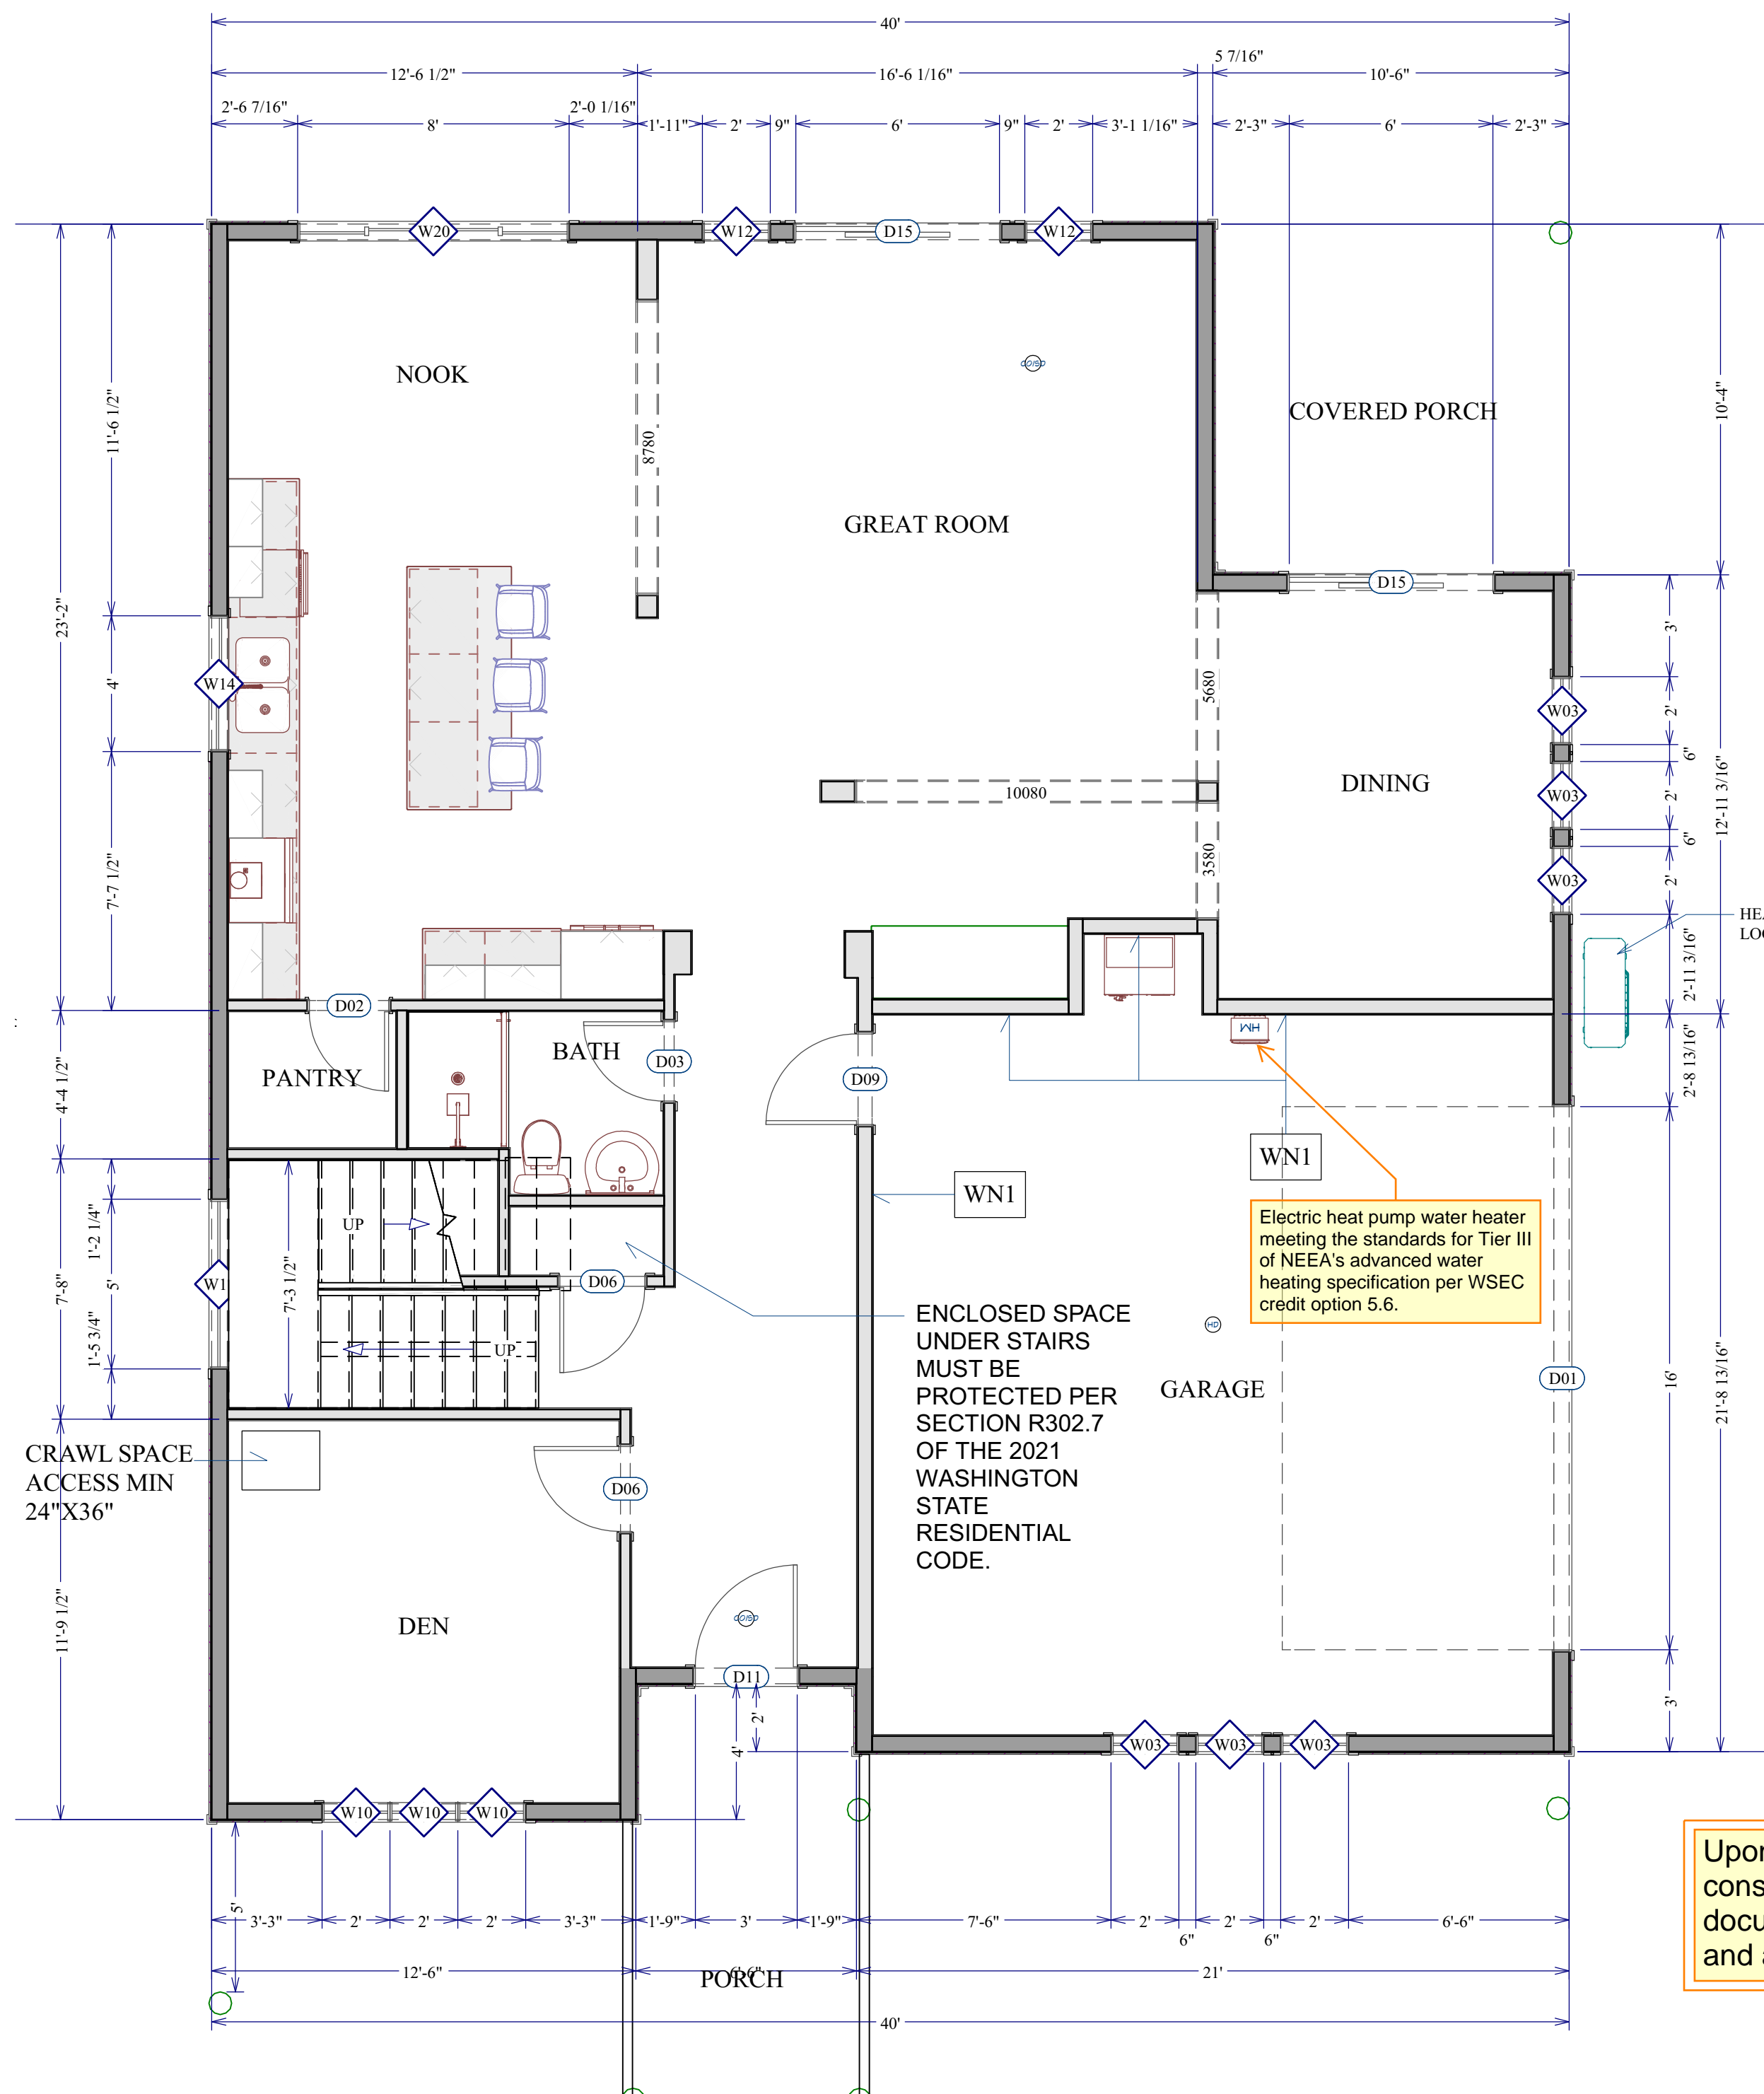 40'
12'-6 1/2"
16'-6 1/16"
5 7/16"
10'-6"
2'-6 7/16"
8'
2'-0 1/16"
1'-11"
2'
9"
6'
9"
2'
3'-1 1/16"
2'-3"
6'
2'-3"
W20
W12
D15
W12
NOOK
8780
GREAT ROOM
COVERED PORCH
10'-4"
11'-6 1/2"
23'-2"
D15
3'
W14
4'
5680
W03
2'
6"
10080
DINING
W03
2'
12'-11 3/16"
6"
3580
W03
2'
7'-7 1/2"
2'-11 3/16"
D02
BATH
D03
PANTRY
D09
WH
2'-8 13/16"
4'-4 1/2"
WN1
WN1
Electric heat pump water heater
meeting the standards for Tier III
of NEEA's advanced water
heating specification per WSEC
credit option 5.6.
UP
1'-2 1/4"
7'-8"
5'
W1
7'-3 1/2"
D06
UP
1'-5 3/4"
ENCLOSED SPACE
UNDER STAIRS
MUST BE
PROTECTED PER
SECTION R302.7
OF THE 2021
WASHINGTON
STATE
RESIDENTIAL
CODE.
HD
GARAGE
D01
16'
21'-8 13/16"
CRAWL SPACE
ACCESS MIN
24"X36"
D06
11'-9 1/2"
DEN
D11
2'
4'
3'
W03
W03
W03
W10
W10
W10
5'
3'-3"
2'
2'
2'
3'-3"
1'-9"
3'
1'-9"
7'-6"
2'
6"
2'
6"
2'
6'-6"
12'-6"
6'-6"
PORCH
21'
40'